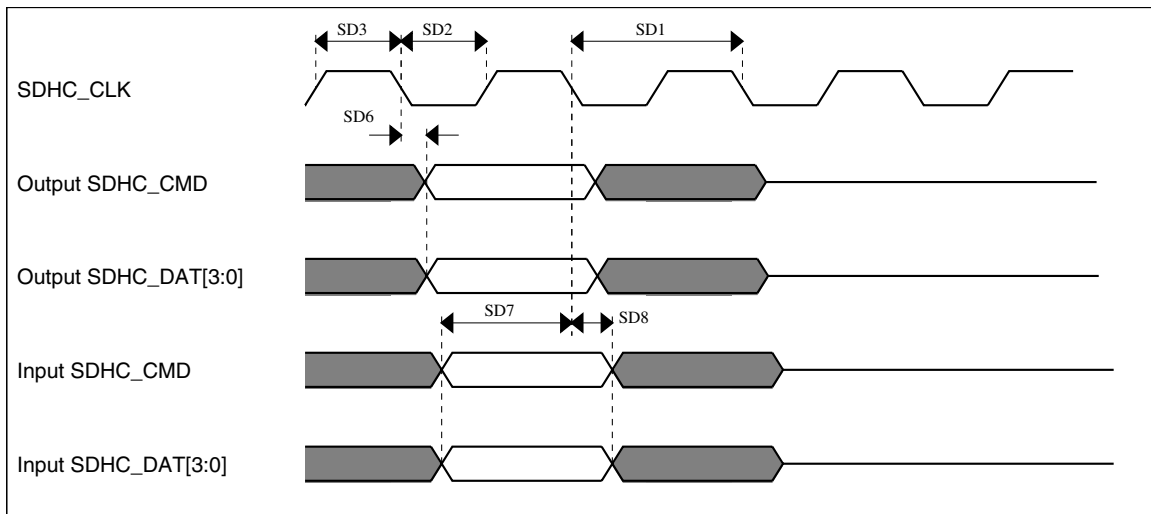 SD3 SD2 SD1
SDHC_CLK
SD6
Output SDHC_CMD
Output SDHC_DAT[3:0]
SD7 SD8
Input SDHC_CMD
Input SDHC_DAT[3:0]